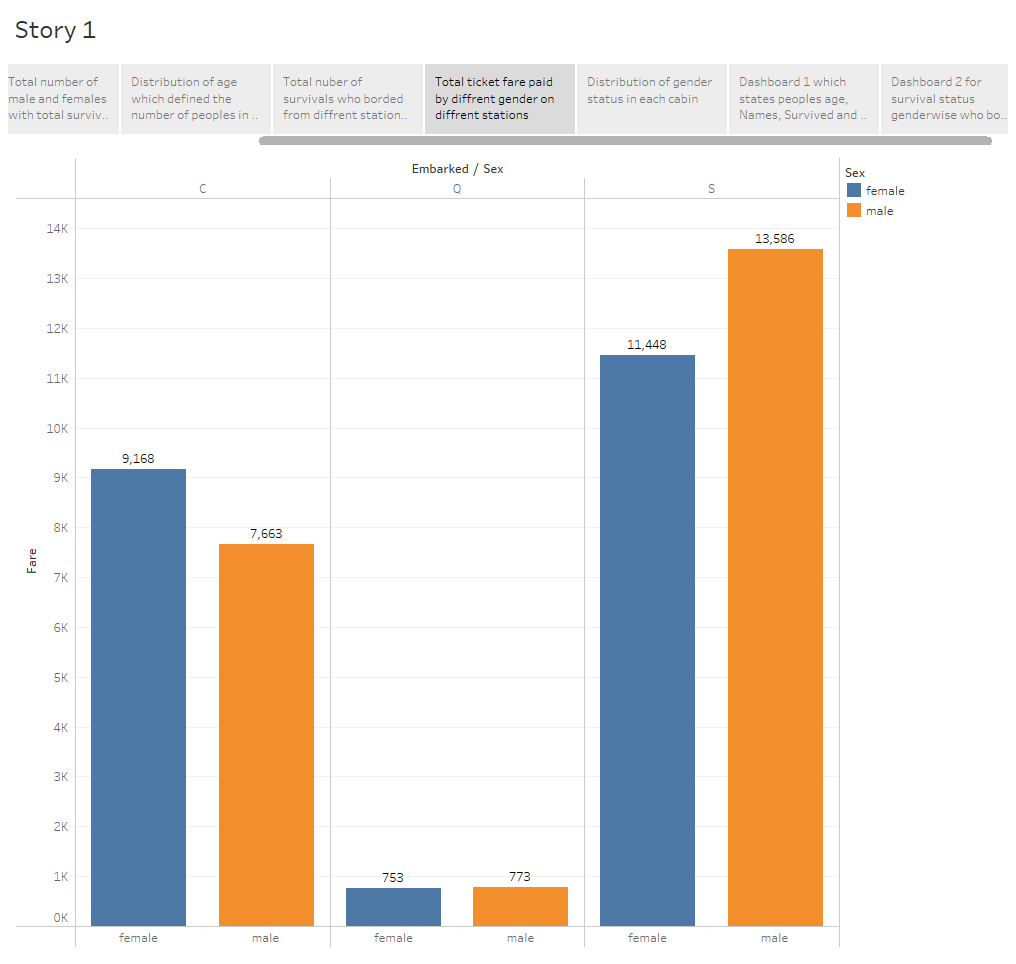 Story 1
Total number of
male and females
with total surviv..
Distribution of age
which defined the
number of peoples in ..
Total nuber of
survivals who borded
from diffrent station..
Total ticket fare paid
by diffrent gender on
diffrent stations
Distribution of gender
status in each cabin
Dashboard 1 which
states peoples age,
Names, Survived and ..
Dashboard 2 for
survival status
genderwise who bo..
Embarked / Sex
C
Q
S
Sex
female
male
14K
13K
12K
11K
10K
9K
8K
7K
6K
5K
4K
3K
2K
1K
0K
Fare
9,168
7,663
753
773
11,448
13,586
female
male
female
male
female
male